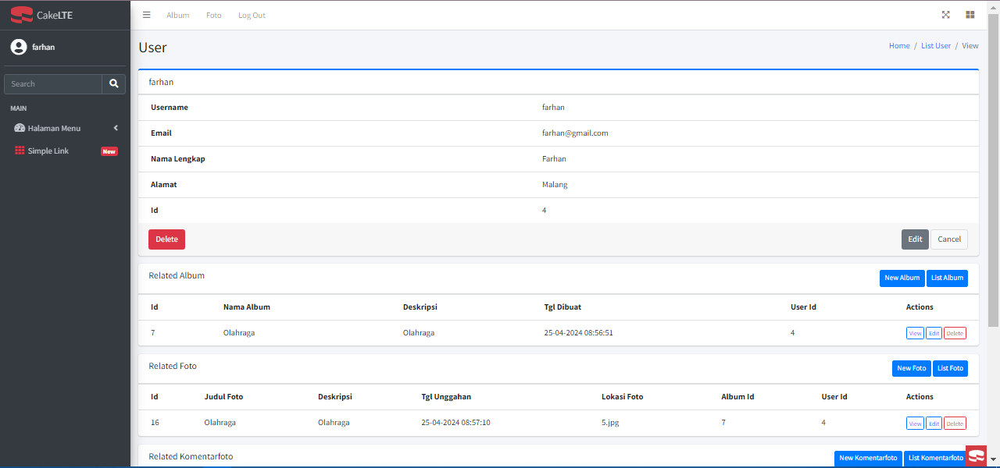 CakeLTE
Album Foto Log Out
farhan
Search
MAIN
Halaman Menu
Simple Link New
User
Home / List User / View
farhan
Username farhan
Email farhan@gmail.com
Nama Lengkap Farhan
Alamat Malang
Id 4
Delete Edit Cancel
Related Album New Album List Album
Id Nama Album Deskripsi Tgl Dibuat User Id Actions
7 Olahraga Olahraga 25-04-2024 08:56:51 4 View Edit Delete
Related Foto New Foto List Foto
Id Judul Foto Deskripsi Tgl Unggahan Lokasi Foto Album Id User Id Actions
16 Olahraga Olahraga 25-04-2024 08:57:10 5.jpg 7 4 View Edit Delete
Related Komentarfoto New Komentarfoto List Komentarfoto